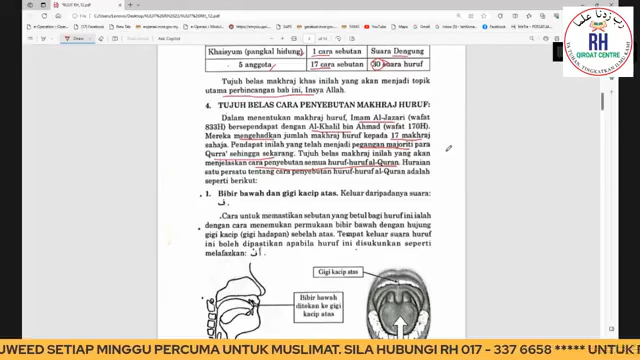 Khaisyum (pangkal hidung) 1 cara sebutan Suara Dengung
5 anggota 17 cara sebutan 30 suara huruf
Tujuh belas makhraj khas inilah yang akan menjadi topik
utama perbincangan bab ini, Insya Allah.
4. TUJUH BELAS CARA PENYEBUTAN MAKHRAJ HURUF:
Dalam menentukan makhraj huruf, Imam Al-Jazari (wafat
833H) bersependapat dengan Al-Khalil bin Ahmad (wafat 170H).
Mereka mengehadkan jumlah makhraj huruf kepada 17 makhraj
sahaja. Pendapat inilah yang telah menjadi pegangan majoriti para
Qurra' sehingga sekarang. Tujuh belas makhraj inilah yang akan
menjelaskan cara penyebutan semua huruf-huruf al-Quran. Huraian
satu persatu tentang cara penyebutan huruf-huruf al-Quran adalah
seperti berikut:
1. Bibir bawah dan gigi kacip atas. Keluar daripadanya suara:
ف
Cara untuk memastikan sebutan yang betul bagi huruf ini ialah
dengan cara menemukan permukaan bibir bawah dengan hujung
gigi kacip (gigi hadapan) sebelah atas. Tempat keluar suara huruf
ini boleh dipastikan apabila huruf ini disukunkan seperti
melafazkan:
Gigi kacip atas
Bibir bawah
ditekan ke gigi
kacip atas
RH
QIROAT CENTRE
UWEED SETIAP MINGGU PERCUMA UNTUK MUSLIMAT. SILA HUBUNGI RH 017 - 337 6658 ***** UNTUK